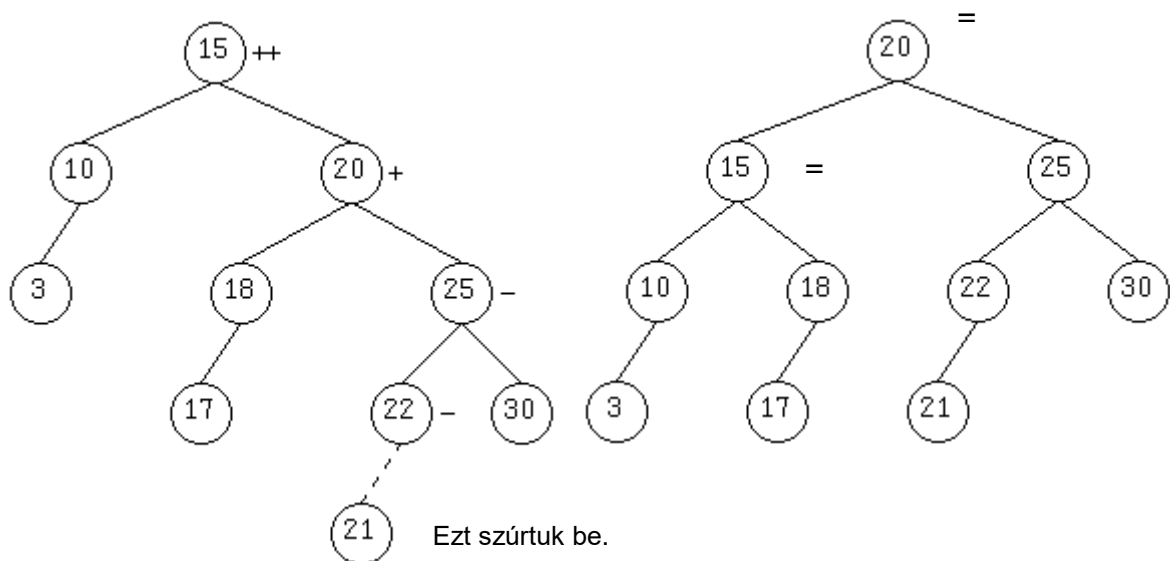 =
15 ++ 20
10 20 + 15 = 25
3 18 25 - 10 18 22 30
17 22 - 30 3 17 21
21 Ezt szúrtuk be.